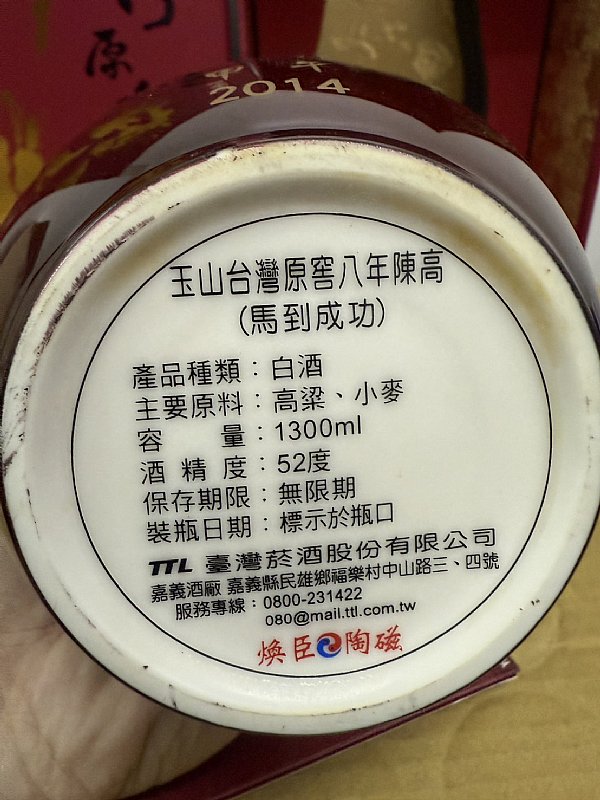 甲午
2014
玉山台灣原窖八年陳高
(馬到成功)
產品種類：白酒
主要原料：高粱、小麥
容量：1300ml
酒精度：52度
保存期限：無限期
裝瓶日期：標示於瓶口
TTL 臺灣菸酒股份有限公司
嘉義酒廠 嘉義縣民雄鄉福樂村中山路三、四號
服務專線：0800-231422
080@mail.ttl.com.tw
煥臣陶磁